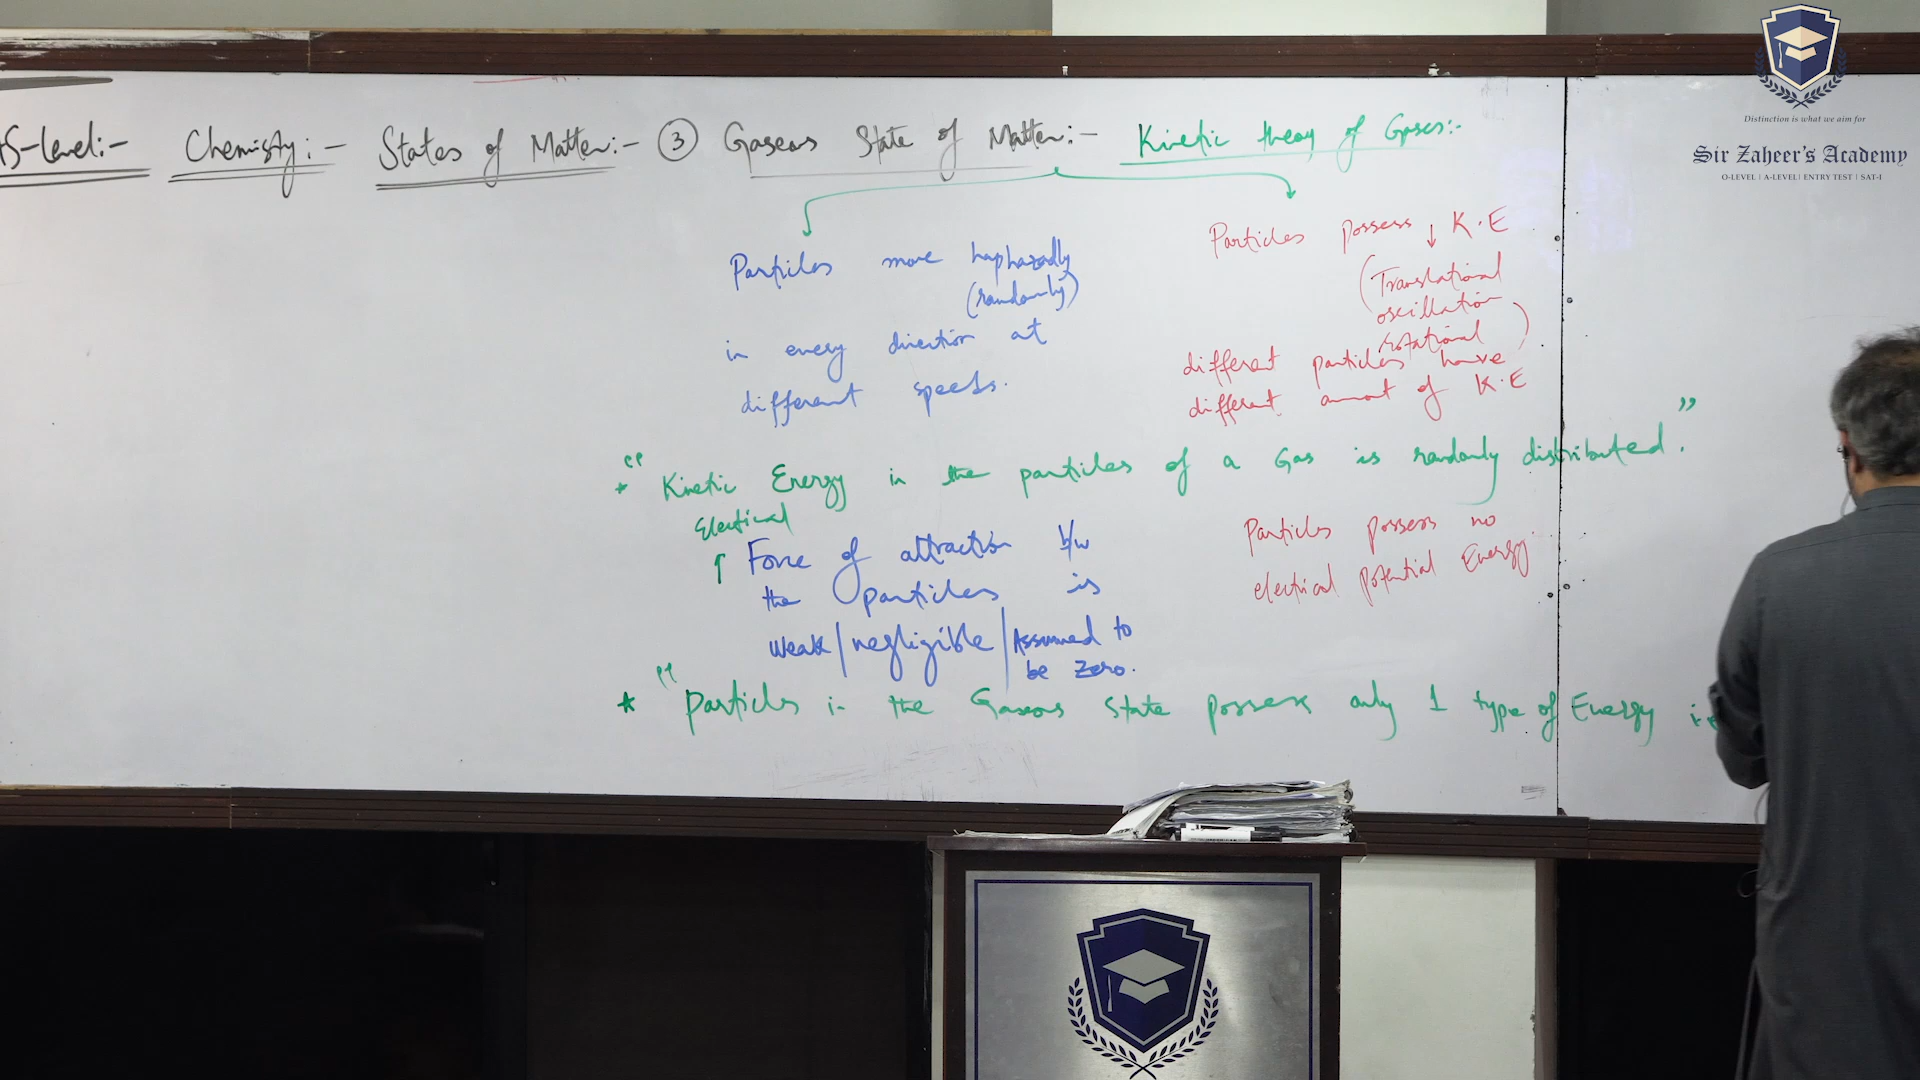 AS-Level:- Chemisty:- States of Matter:- ③ Gaseous State of Matter:- Kinetic theory of Gases:-
Particles move haphazadly
(randomly)
in every direction at
different speeds.
Particles possess ↓ K.E
(Translational
oscillation
rotational)
different particles have
different amount of K.E
* "Kinetic Energy in the particles of a Gas is randomly distributed."
Electrical
↑ Force of attraction b/w
the particles is
weak/negligible/Assumed to
be Zero.
Particles possess no
electrical potential Energy.
* "Particles in the Gaseous State possess only 1 type of Energy i.e
Distinction is what we aim for
Sir Zaheer's Academy
O-LEVEL | A-LEVEL | ENTRY TEST | SAT-I